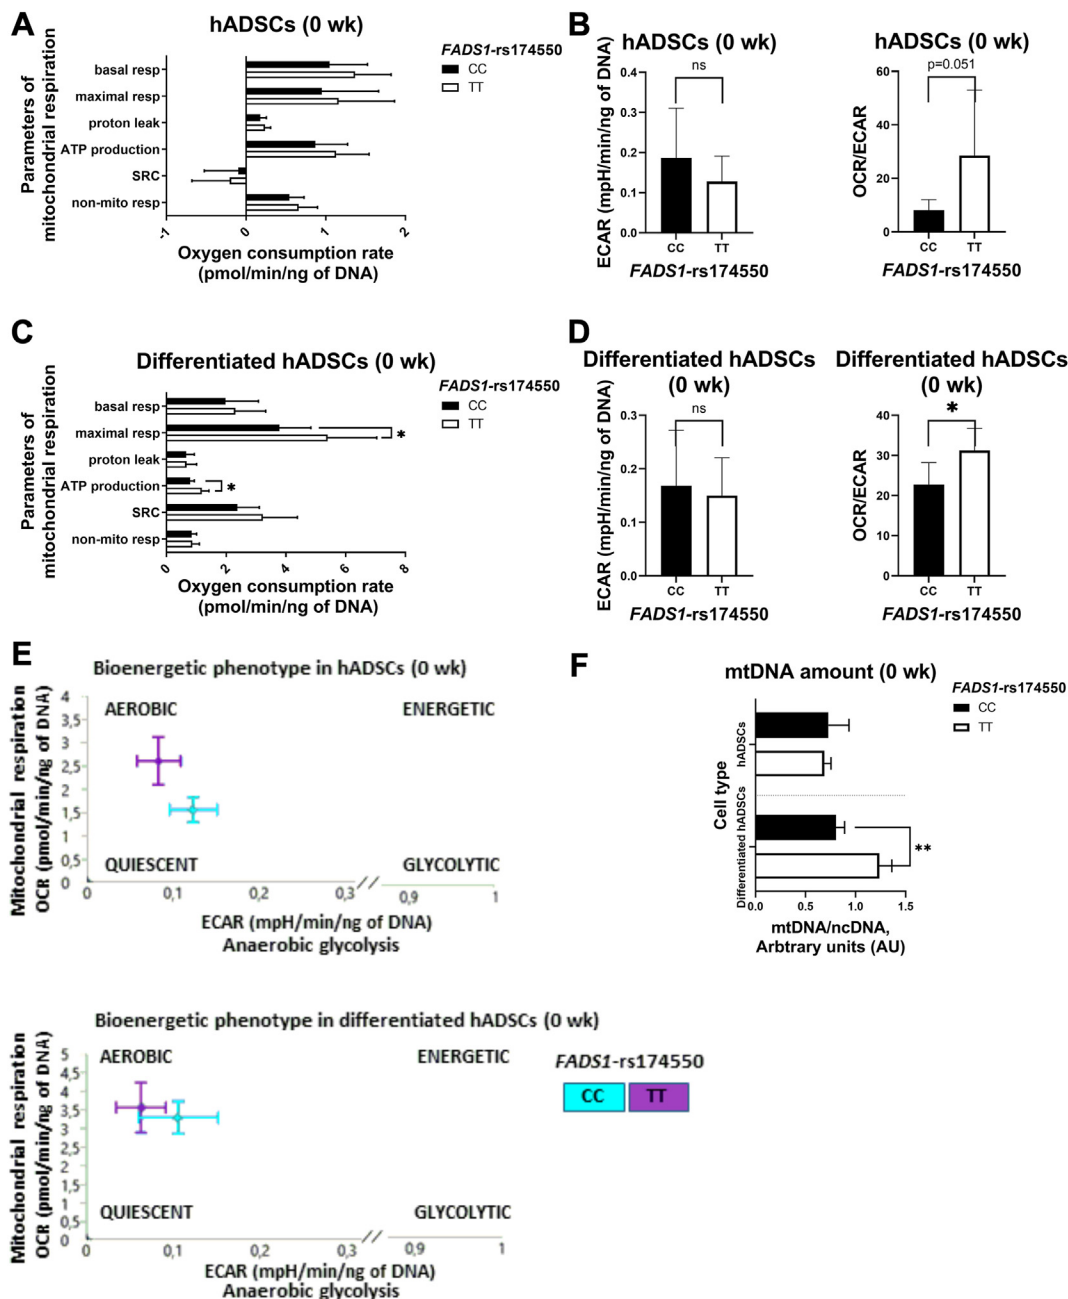 A
hADSCs (0 wk)
FADS1-rs174550
CC
TT
Parameters of
mitochondrial respiration
basal resp
maximal resp
proton leak
ATP production
SRC
non-mito resp
-1
0
1
2
Oxygen consumption rate
(pmol/min/ng of DNA)
B
hADSCs (0 wk)
ECAR (mpH/min/ng of DNA)
0.4
0.3
0.2
0.1
0.0
ns
CC
TT
FADS1-rs174550
hADSCs (0 wk)
OCR/ECAR
60
40
20
0
p=0.051
CC
TT
FADS1-rs174550
C
Differentiated hADSCs (0 wk)
FADS1-rs174550
CC
TT
Parameters of
mitochondrial respiration
basal resp
maximal resp
proton leak
ATP production
SRC
non-mito resp
*
*
0
2
4
6
8
Oxygen consumption rate
(pmol/min/ng of DNA)
D
Differentiated hADSCs
(0 wk)
ECAR (mpH/min/ng of DNA)
0.3
0.2
0.1
0.0
ns
CC
TT
FADS1-rs174550
Differentiated hADSCs
(0 wk)
OCR/ECAR
40
30
20
10
0
*
CC
TT
FADS1-rs174550
E
Bioenergetic phenotype in hADSCs (0 wk)
Mitochondrial respiration
OCR (pmol/min/ng of DNA)
4
3,5
3
2,5
2
1,5
1
0,5
0
AEROBIC
ENERGETIC
QUIESCENT
GLYCOLYTIC
0
0,1
0,2
0,3
0,9
1
ECAR (mpH/min/ng of DNA)
Anaerobic glycolysis
F
mtDNA amount (0 wk)
FADS1-rs174550
CC
TT
Cell type
hADSCs
Differentiated hADSCs
**
0.0
0.5
1.0
1.5
mtDNA/ncDNA,
Arbtrary units (AU)
Bioenergetic phenotype in differentiated hADSCs (0 wk)
Mitochondrial respiration
OCR (pmol/min/ng of DNA)
5
4,5
4
3,5
3
2,5
2
1,5
1
0,5
0
AEROBIC
ENERGETIC
QUIESCENT
GLYCOLYTIC
0
0,1
0,2
0,3
0,9
1
ECAR (mpH/min/ng of DNA)
Anaerobic glycolysis
FADS1-rs174550
CC
TT